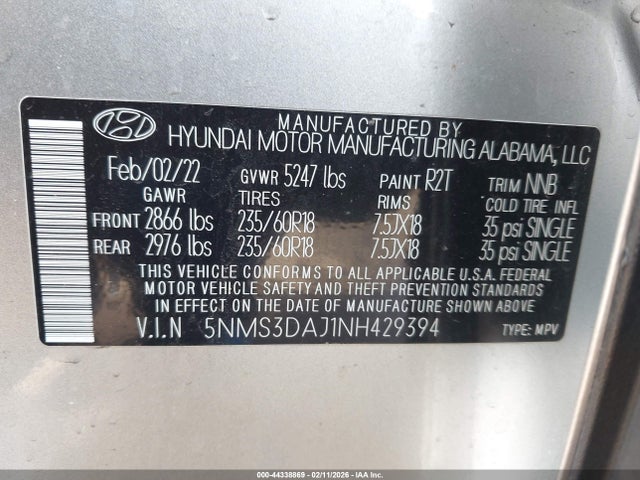 MANUFACTURED BY
HYUNDAI MOTOR MANUFACTURING ALABAMA, LLC
Feb/02/22 GVWR 5247 lbs PAINT R2T TRIM NNB
GAWR TIRES RIMS COLD TIRE INFL
FRONT 2866 lbs 235/60R18 7.5JX18 35 psi SINGLE
REAR 2976 lbs 235/60R18 7.5JX18 35 psi SINGLE
THIS VEHICLE CONFORMS TO ALL APPLICABLE U.S.A. FEDERAL
MOTOR VEHICLE SAFETY AND THEFT PREVENTION STANDARDS
IN EFFECT ON THE DATE OF MANUFACTURE SHOWN ABOVE
V.I.N 5NMS3DAJ1NH429394 TYPE: MPV
000-44338869 - 02/11/2026 - IAAI.COM